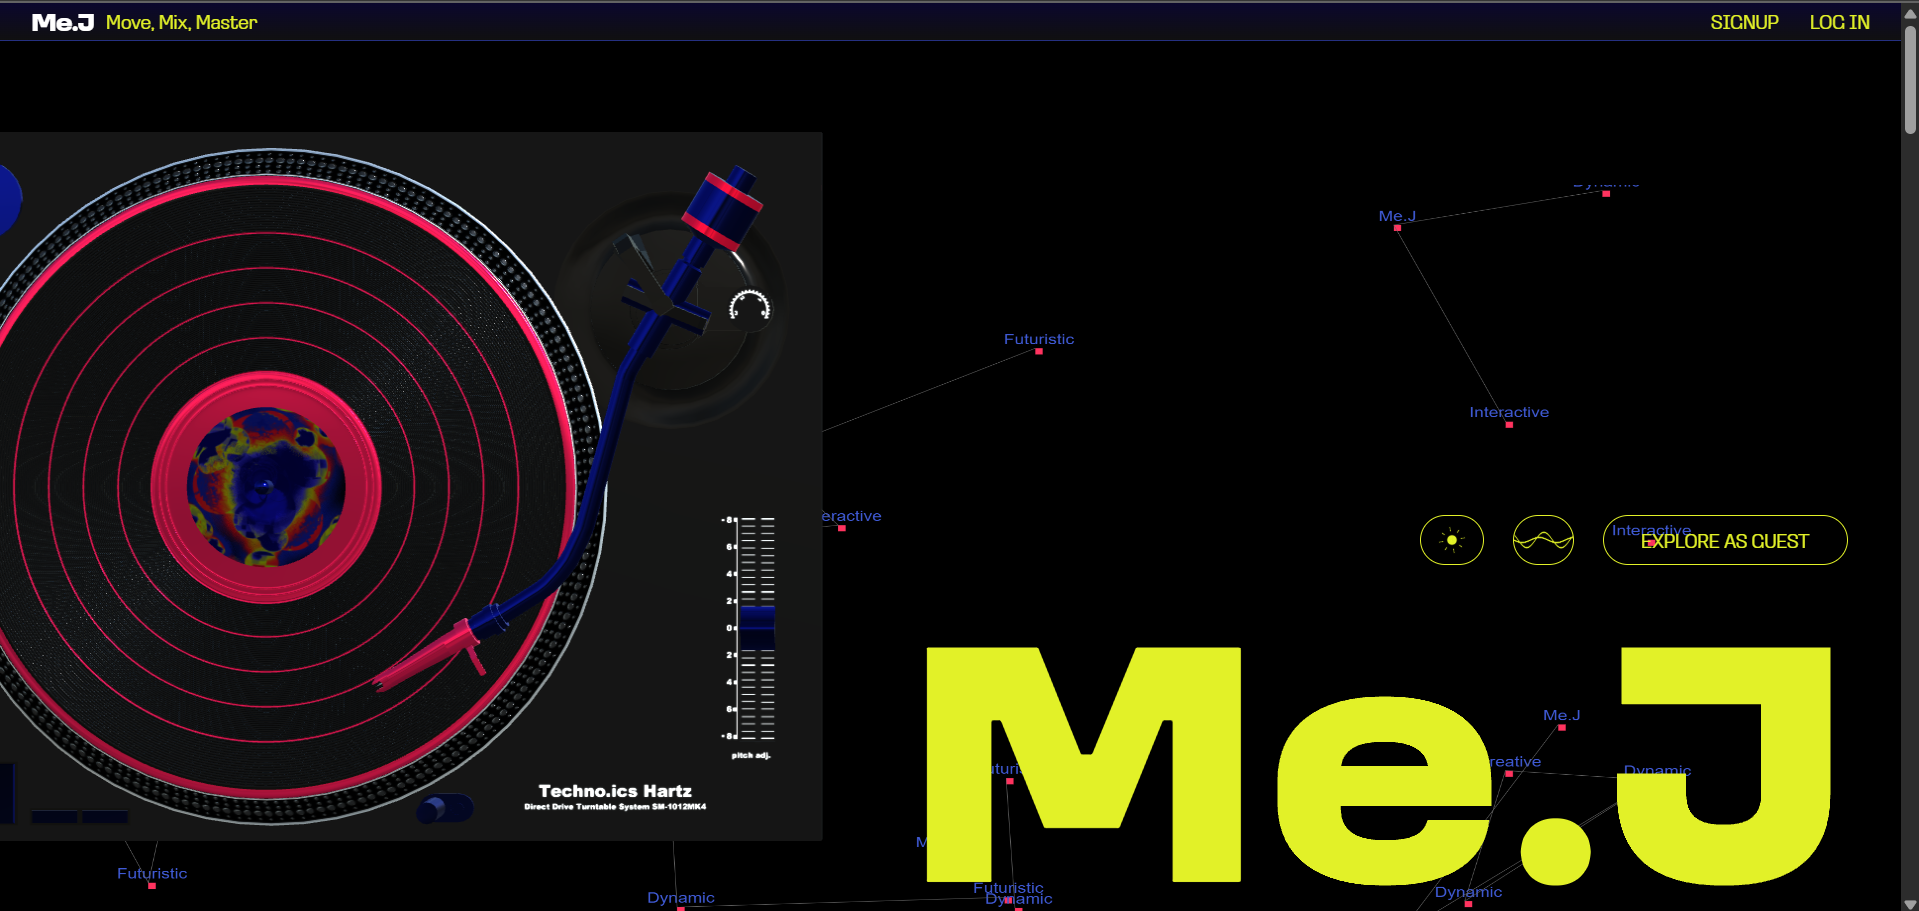 Me.J Move, Mix, Master
SIGNUP LOG IN
Dynamic
Me.J
Futuristic
Interactive
eractive
Interactive
EXPLORE AS GUEST
-8
6
4
2
0
2
4
6
-8
pitch adj.
Techno.ics Hartz
Direct Drive Turntable System SM-1012MK4
Me.J
Me.J
reative
Dynamic
Futuristic
Dynamic
Futuristic
Dynamic
Dynamic